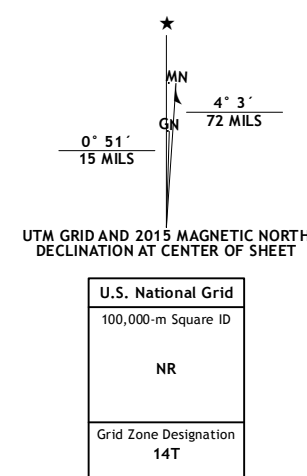 ★
MN
4° 3´
72 MILS
GN
0° 51´
15 MILS
UTM GRID AND 2015 MAGNETIC NORTH
DECLINATION AT CENTER OF SHEET
U.S. National Grid
100,000-m Square ID
NR
Grid Zone Designation
14T